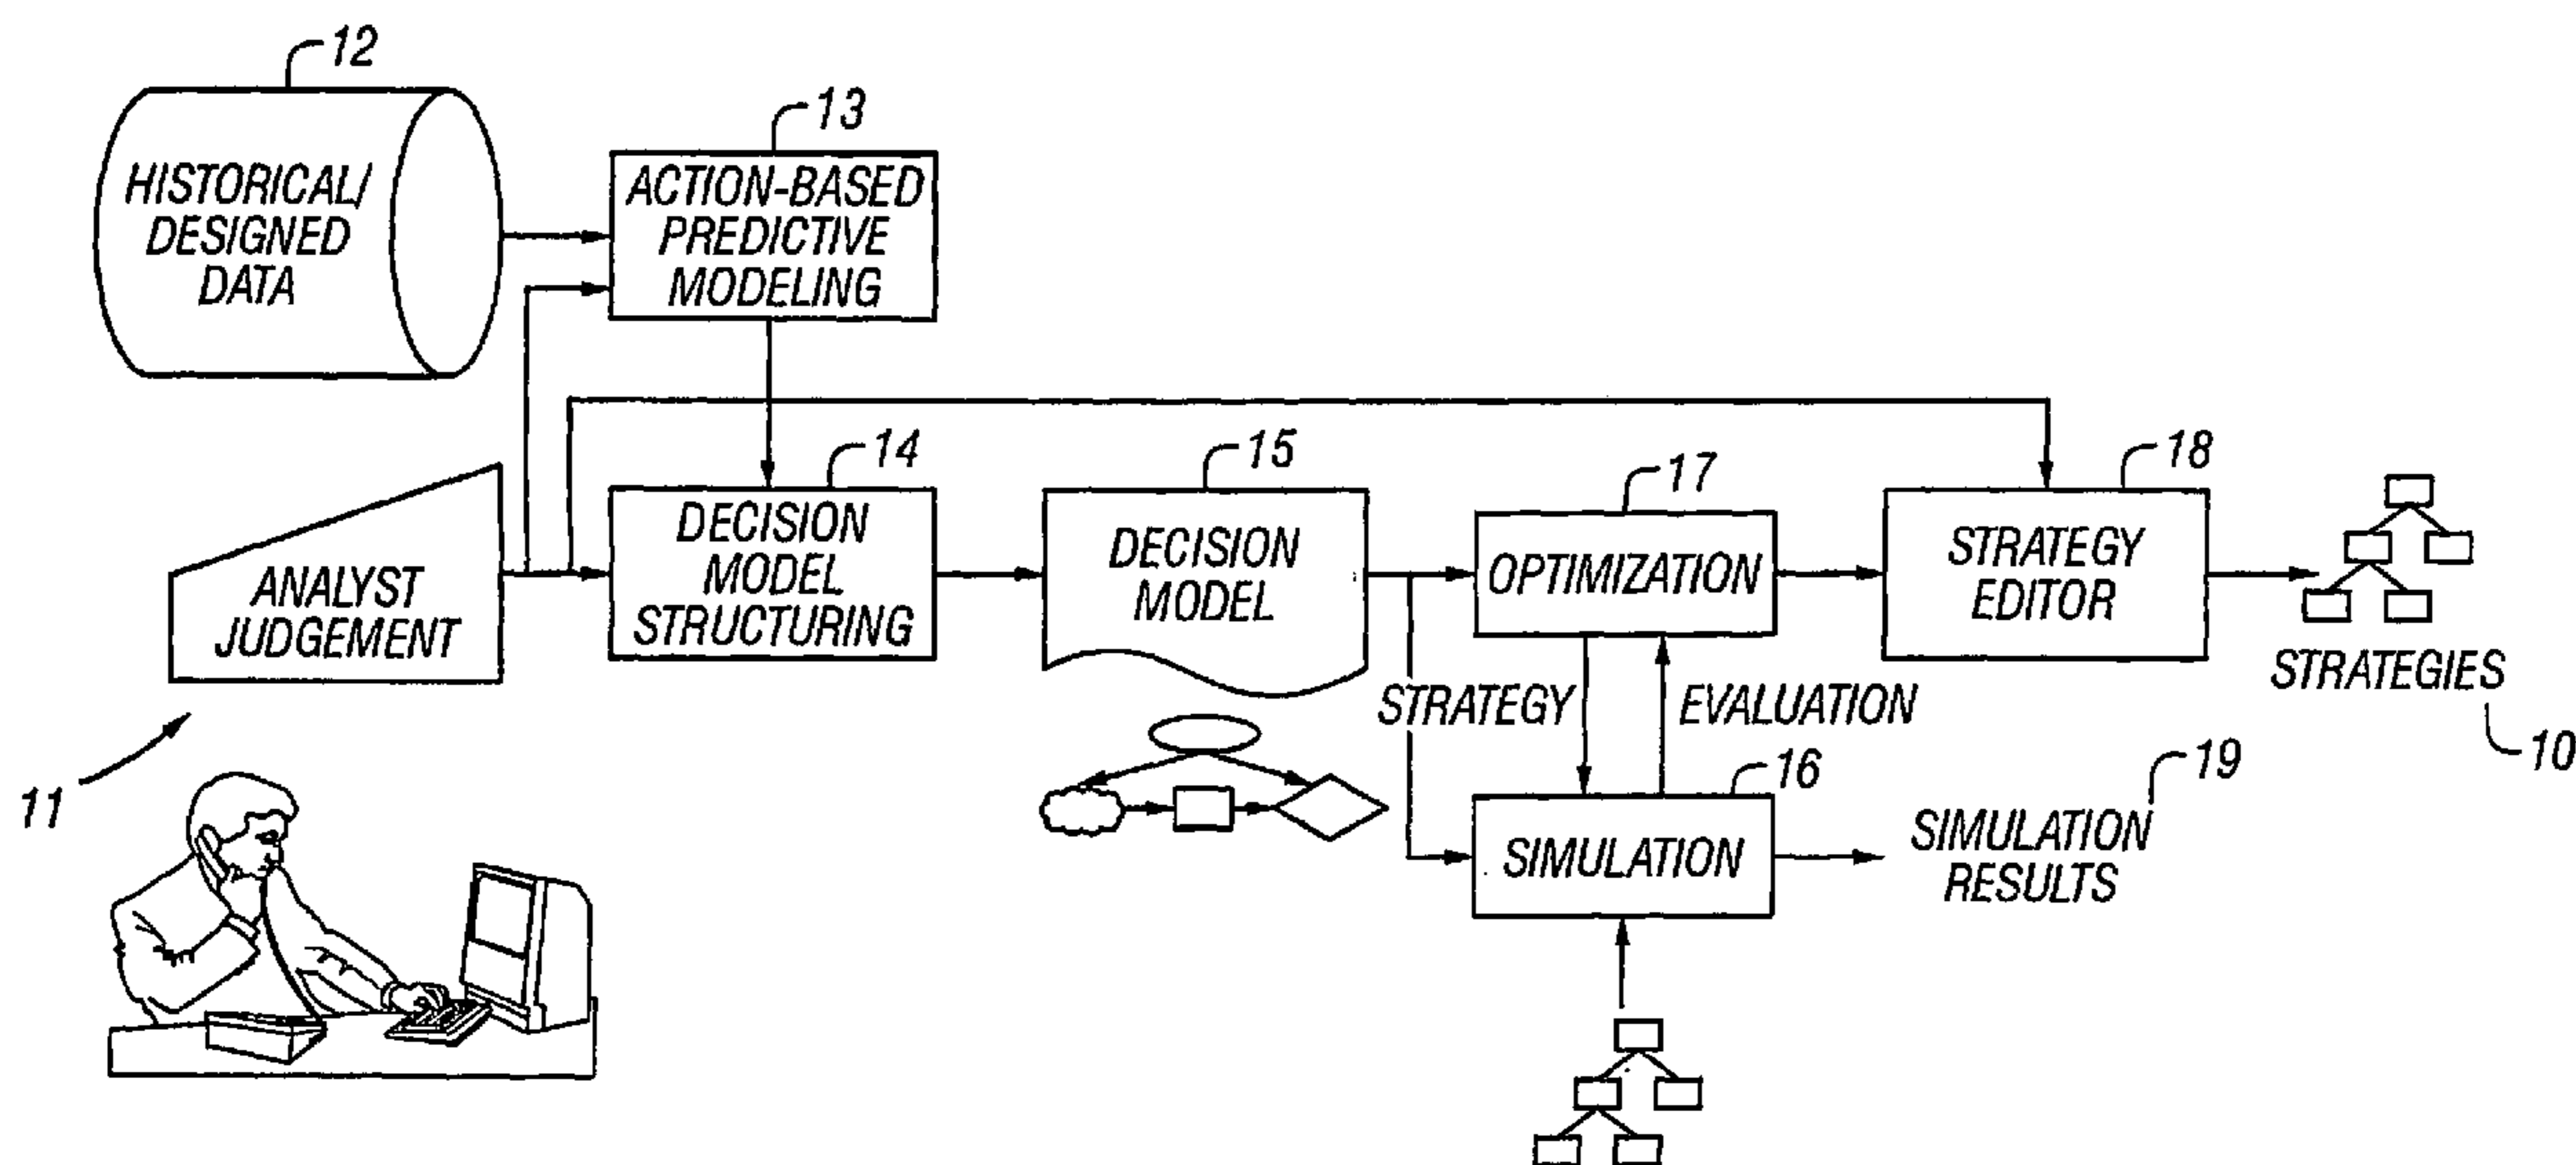 12
HISTORICAL/
DESIGNED
DATA
13
ACTION-BASED
PREDICTIVE
MODELING
ANALYST
JUDGEMENT
11
14
DECISION
MODEL
STRUCTURING
15
DECISION
MODEL
17
OPTIMIZATION
18
STRATEGY
EDITOR
STRATEGIES
10
STRATEGY
EVALUATION
16
SIMULATION
19
SIMULATION
RESULTS